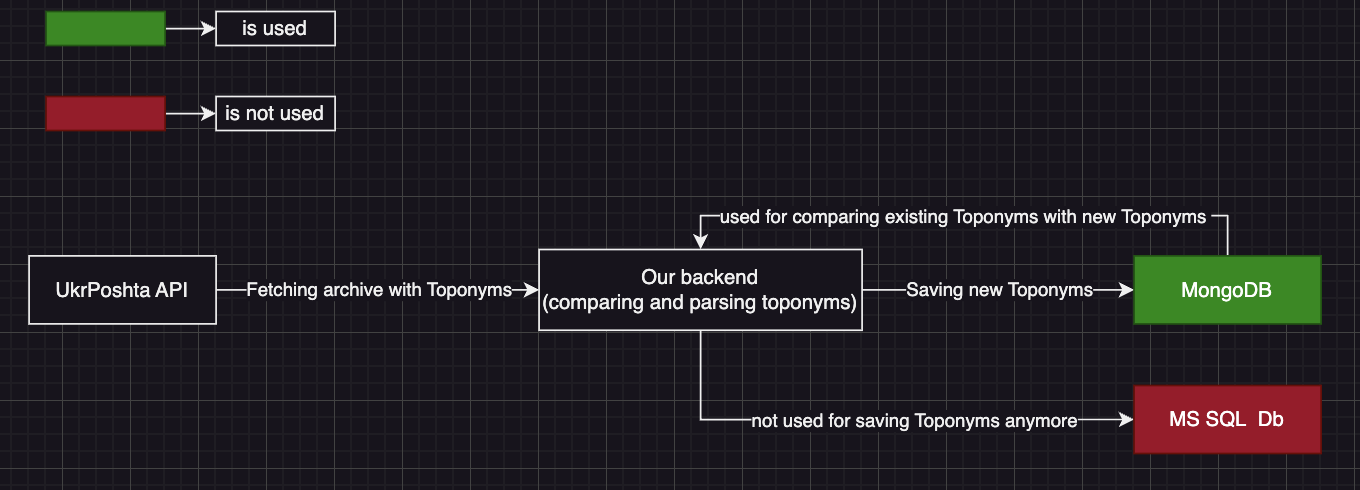 is used
is not used
used for comparing existing Toponyms with new Toponyms
UkrPoshta API
Fetching archive with Toponyms
Our backend
(comparing and parsing toponyms)
Saving new Toponyms
MongoDB
not used for saving Toponyms anymore
MS SQL  Db